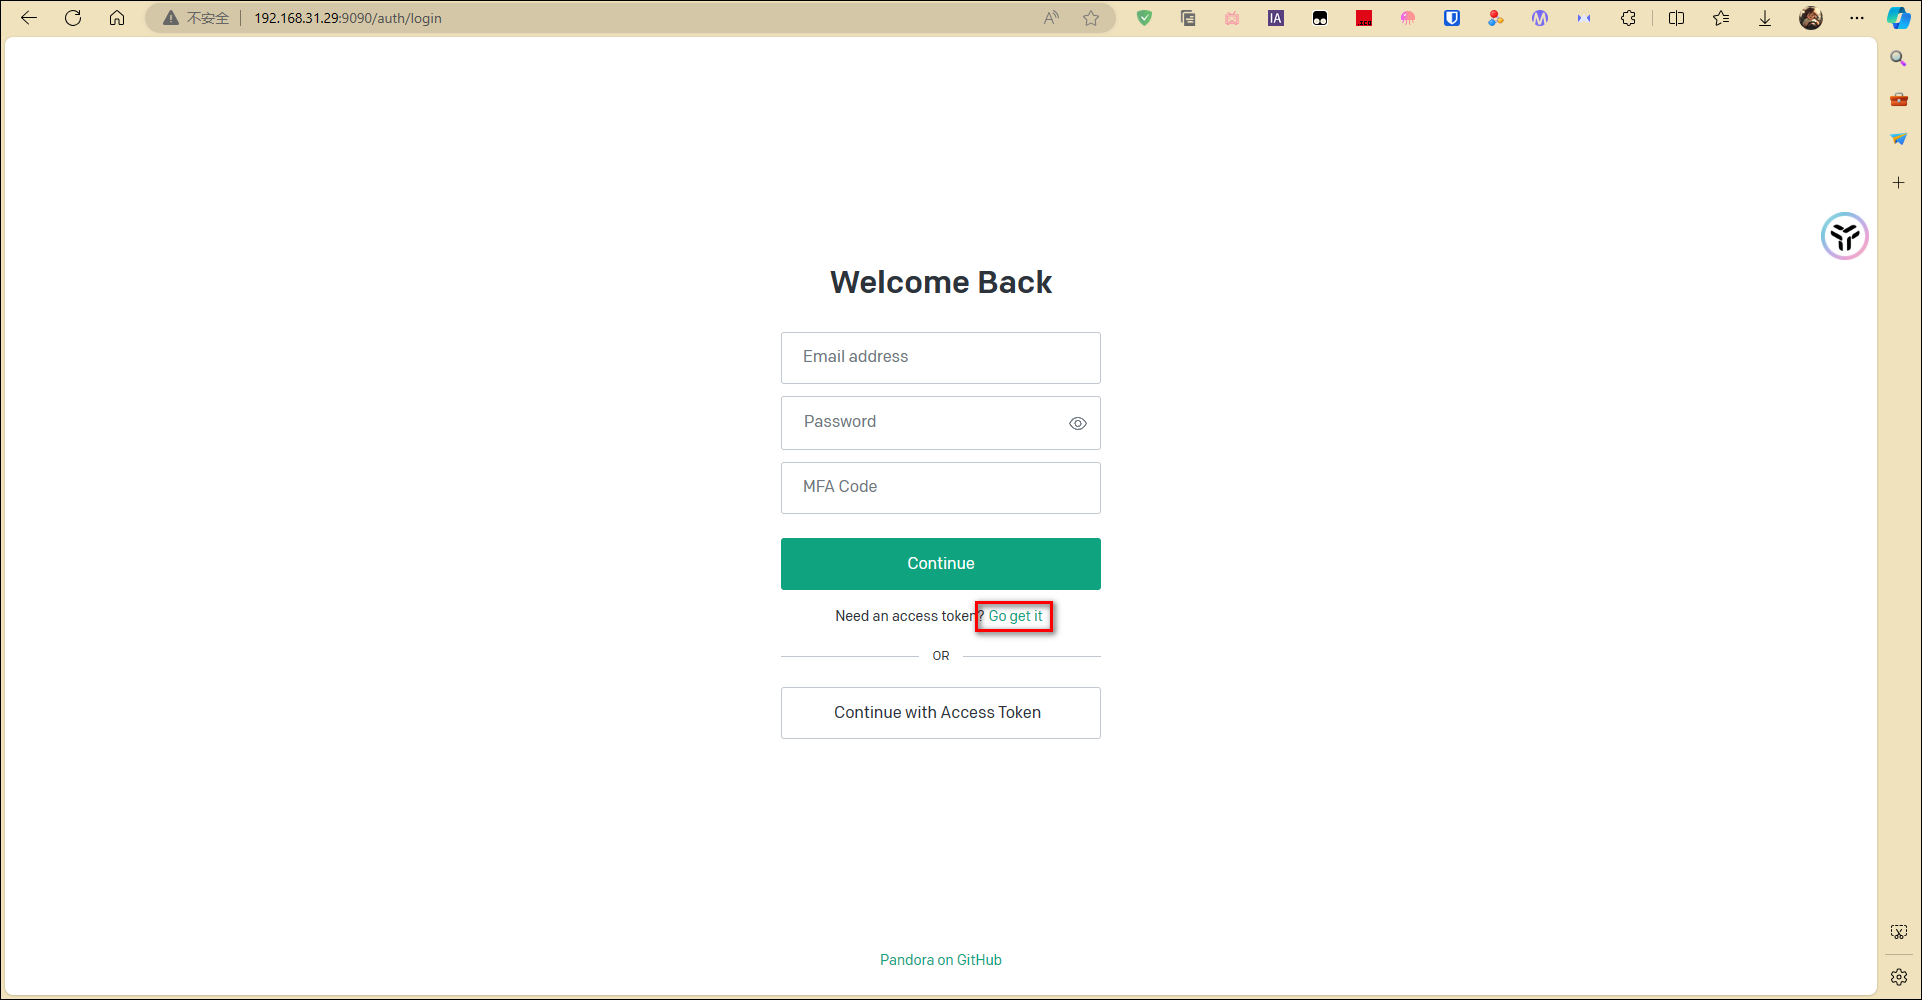 不安全 192.168.31.29:9090/auth/login
IA
M
Welcome Back
Email address
Password
MFA Code
Continue
Need an access token? Go get it
OR
Continue with Access Token
Pandora on GitHub